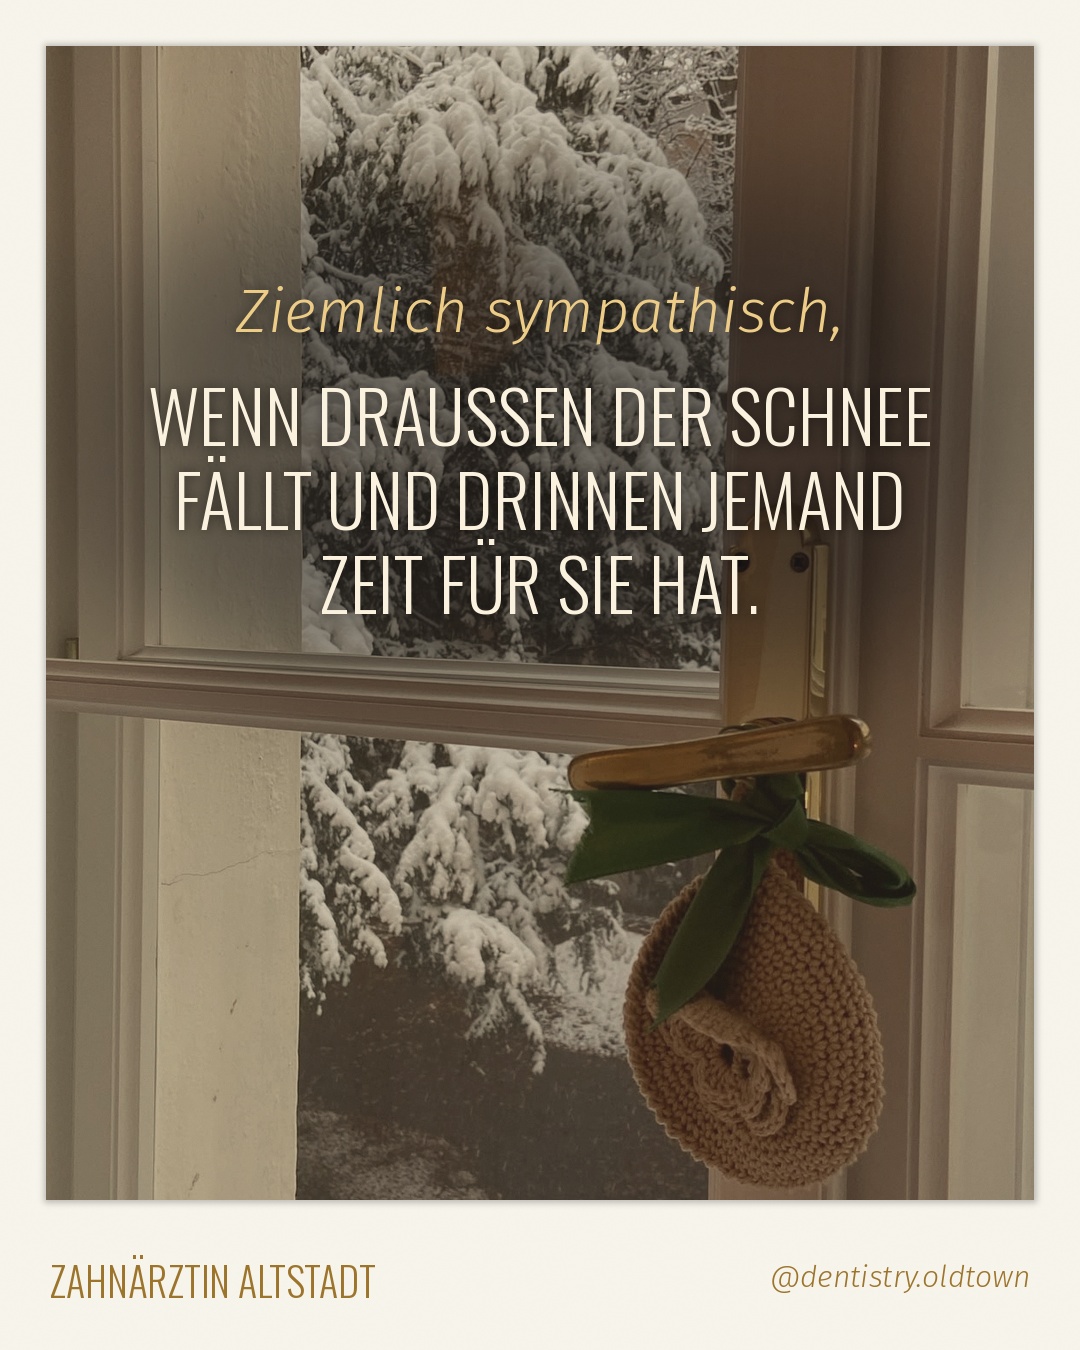 Ziemlich sympathisch,
WENN DRAUSSEN DER SCHNEE
FÄLLT UND DRINNEN JEMAND
ZEIT FÜR SIE HAT.
ZAHNÄRZTIN ALTSTADT
@dentistry.oldtown